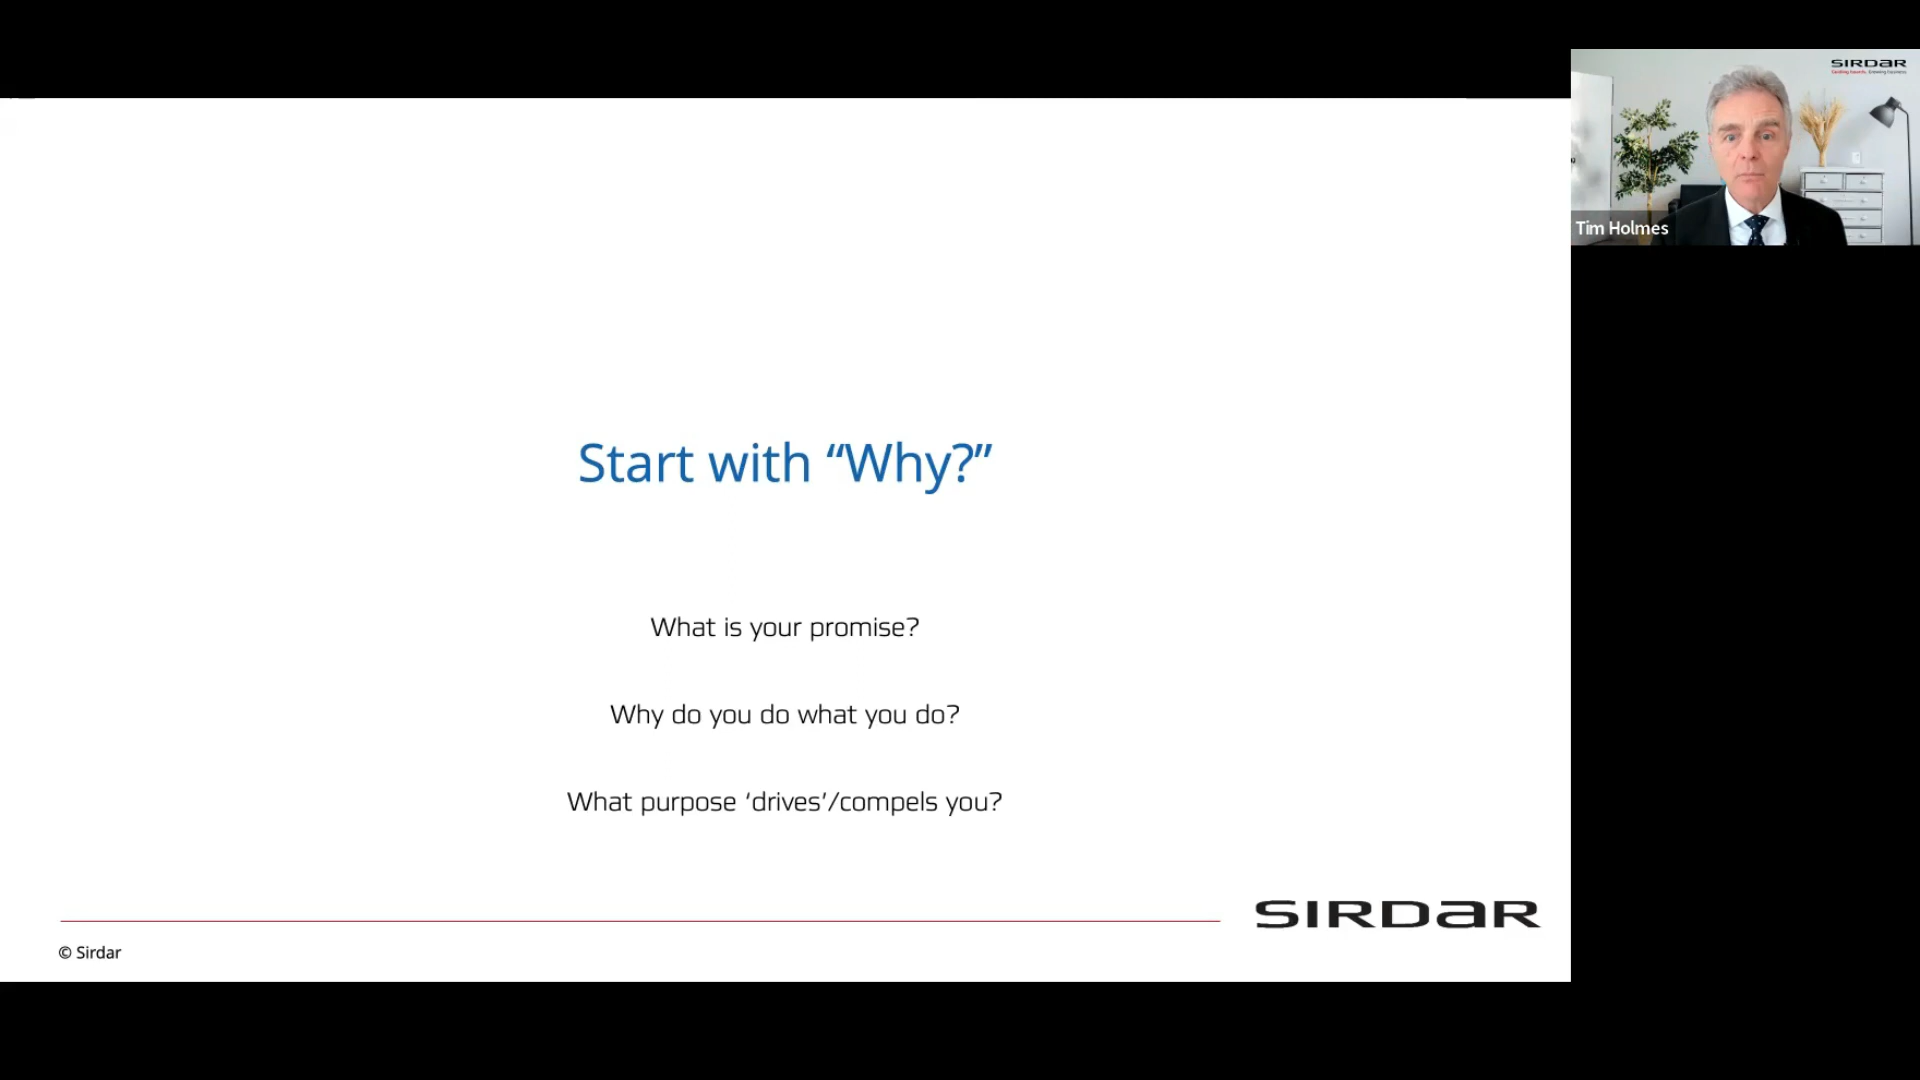 Start with “Why?”
What is your promise?
Why do you do what you do?
What purpose ‘drives’/compels you?
SIRDAR
© Sirdar
SIRDAR
Tim Holmes